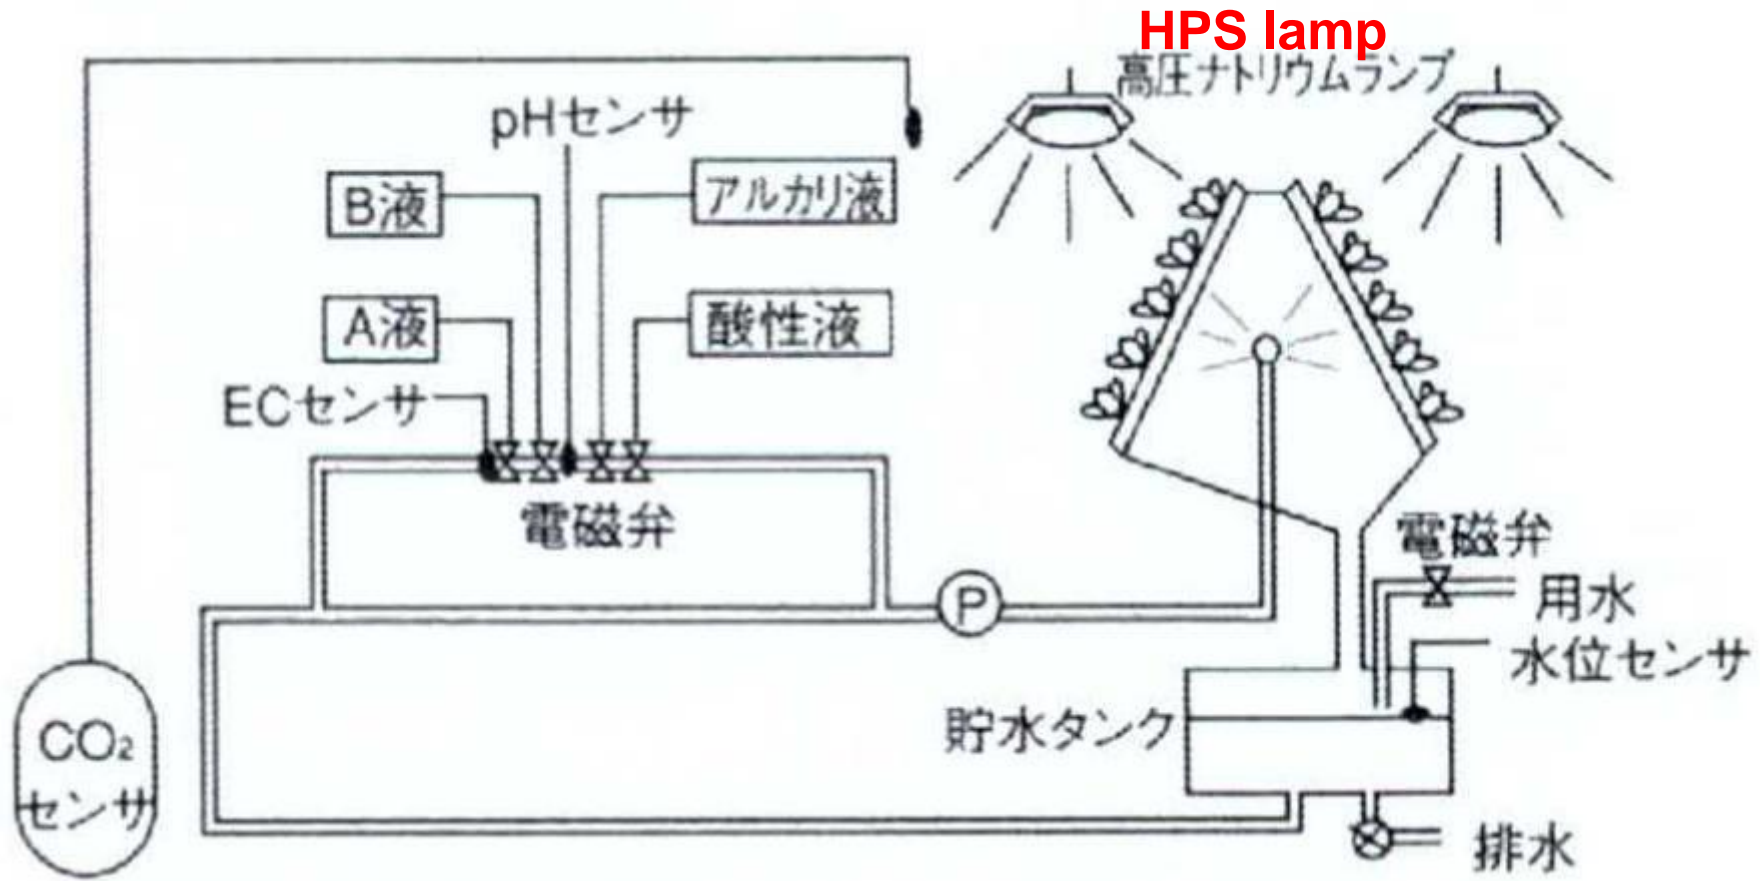 HPS lamp
高圧ナトリウムランプ
pHセンサ
B液
アルカリ液
A液
酸性液
ECセンサ
電磁弁
電磁弁
P
用水
水位センサ
貯水タンク
CO₂
センサ
排水